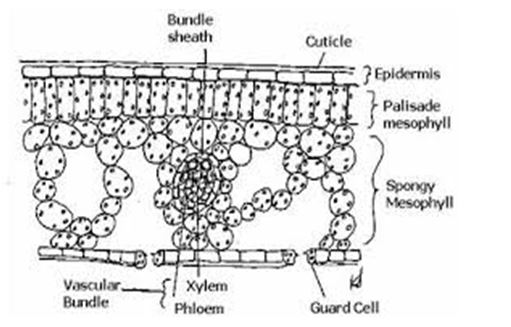 Bundle
sheath
Cuticle
Epidermis
Palisade
mesophyll
Spongy
Mesophyll
Vascular
Bundle
Xylem
Phloem
Guard Cell